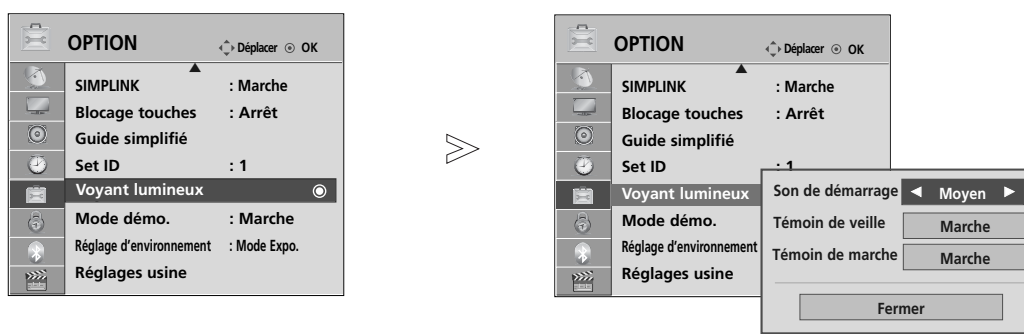 OPTION
Déplacer OK
SIMPLINK : Marche
Blocage touches : Arrêt
Guide simplifié
Set ID : 1
Voyant lumineux
Mode démo. : Marche
Réglage d'environnement : Mode Expo.
Réglages usine
OPTION
Déplacer OK
SIMPLINK : Marche
Blocage touches : Arrêt
Guide simplifié
Set ID : 1
Voyant lumineux
Mode démo.
Réglage d'environnement
Réglages usine
Son de démarrage Moyen
Témoin de veille Marche
Témoin de marche Marche
Fermer